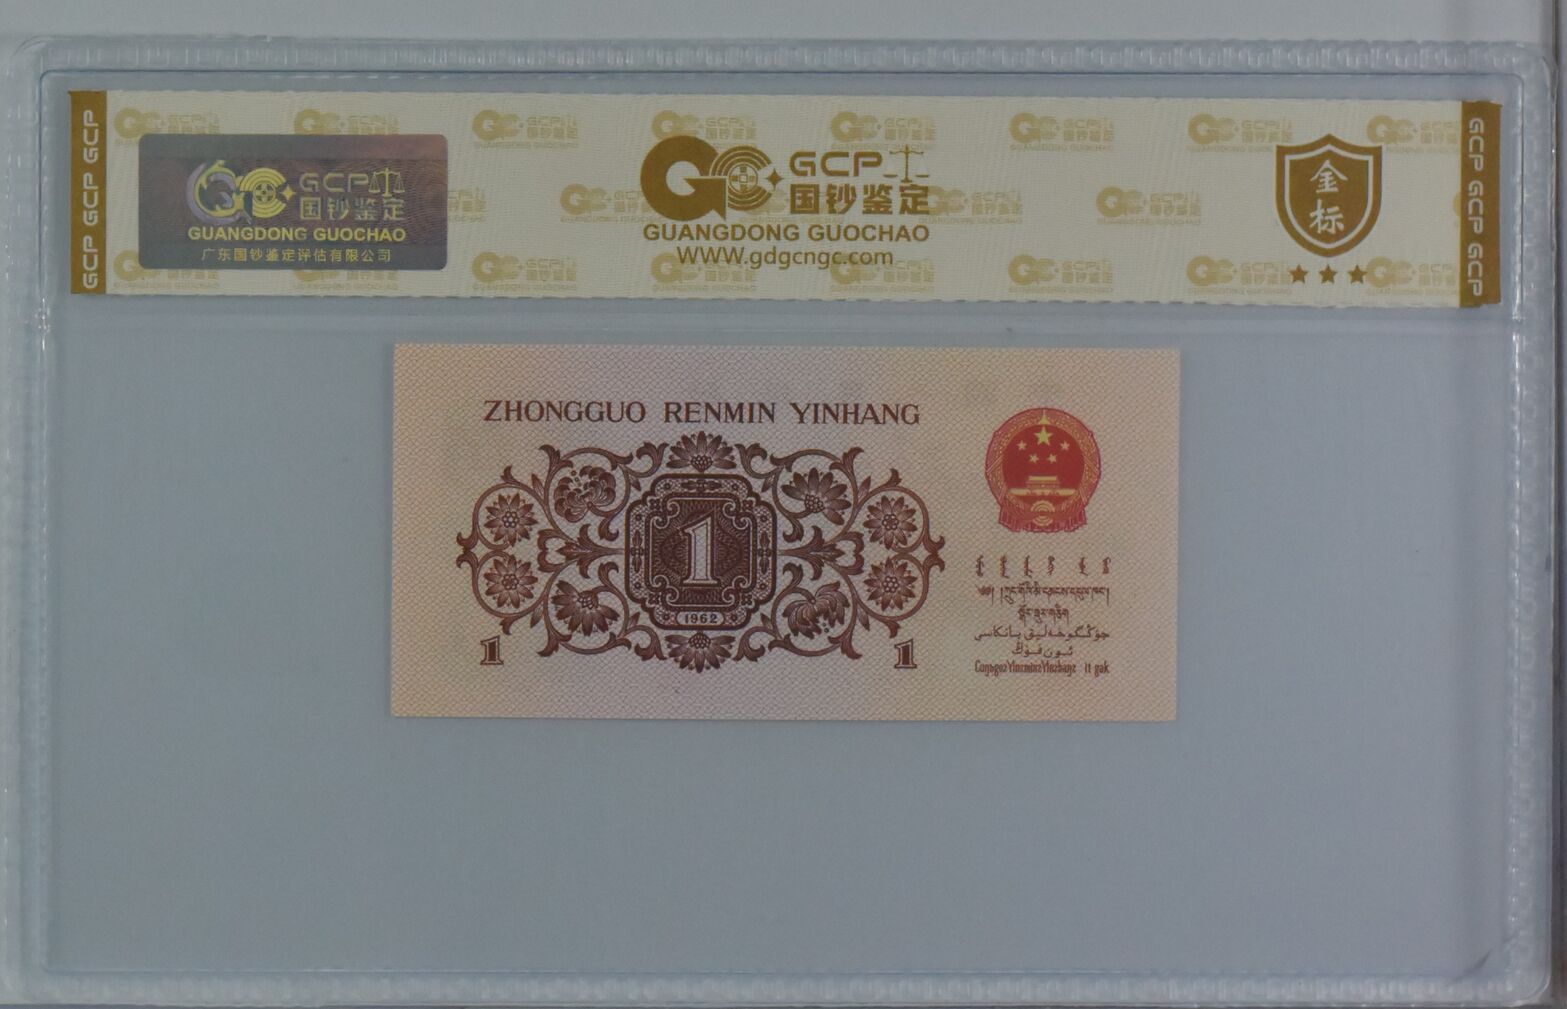 GCP GCP GCP
GCP 国钞鉴定
GUANGDONG GUOCHAO
广东国钞鉴定评估有限公司
GCP
国钞鉴定
GUANGDONG GUOCHAO
WWW.gdgcngc.com
金标
GCP GCP GCP
ZHONGGUO RENMIN YINHANG
1
1962
1 1
جۇڭگوخەلىق بانكاسى